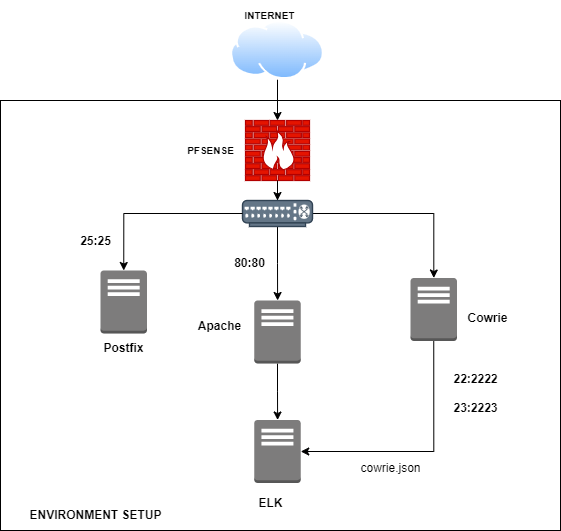 INTERNET
PFSENSE
25:25
80:80
Apache
Cowrie
Postfix
22:2222
23:2223
cowrie.json
ELK
ENVIRONMENT SETUP